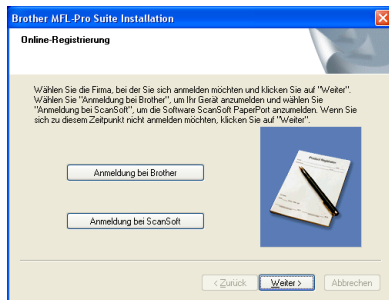 Brother MFL-Pro Suite Installation
Online-Registrierung
Wählen Sie die Firma, bei der Sie sich anmelden möchten und klicken Sie auf "Weiter".
Wählen Sie "Anmeldung bei Brother", um Ihr Gerät anzumelden und wählen Sie
"Anmeldung bei ScanSoft", um die Software ScanSoft PaperPort anzumelden. Wenn Sie
sich zu diesem Zeitpunkt nicht anmelden möchten, klicken Sie auf "Weiter".
Anmeldung bei Brother
Product Registration
Anmeldung bei ScanSoft
< Zurück
Weiter >
Abbrechen